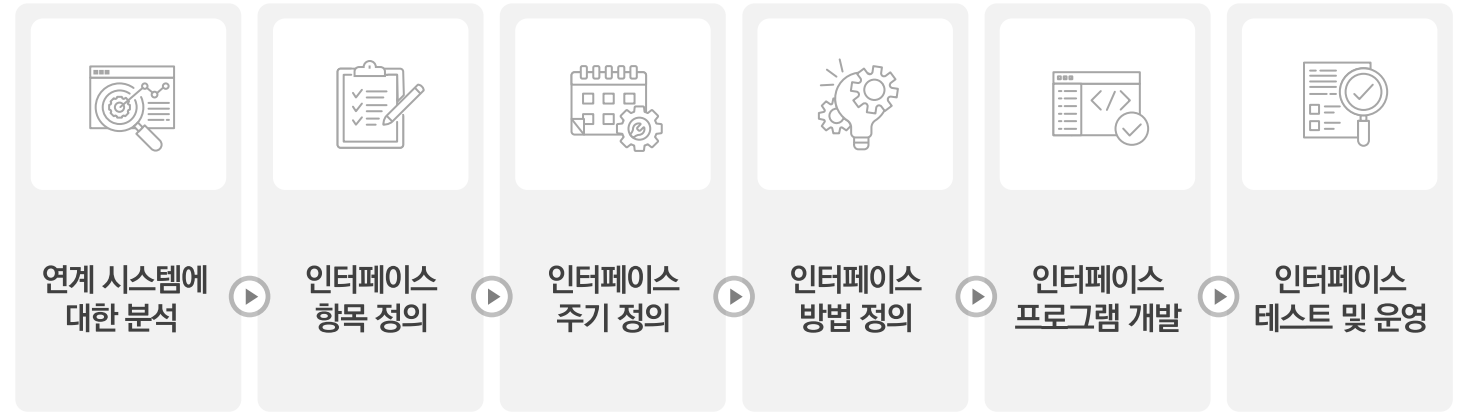 연계 시스템에
대한 분석
인터페이스
항목 정의
인터페이스
주기 정의
인터페이스
방법 정의
인터페이스
프로그램 개발
인터페이스
테스트 및 운영